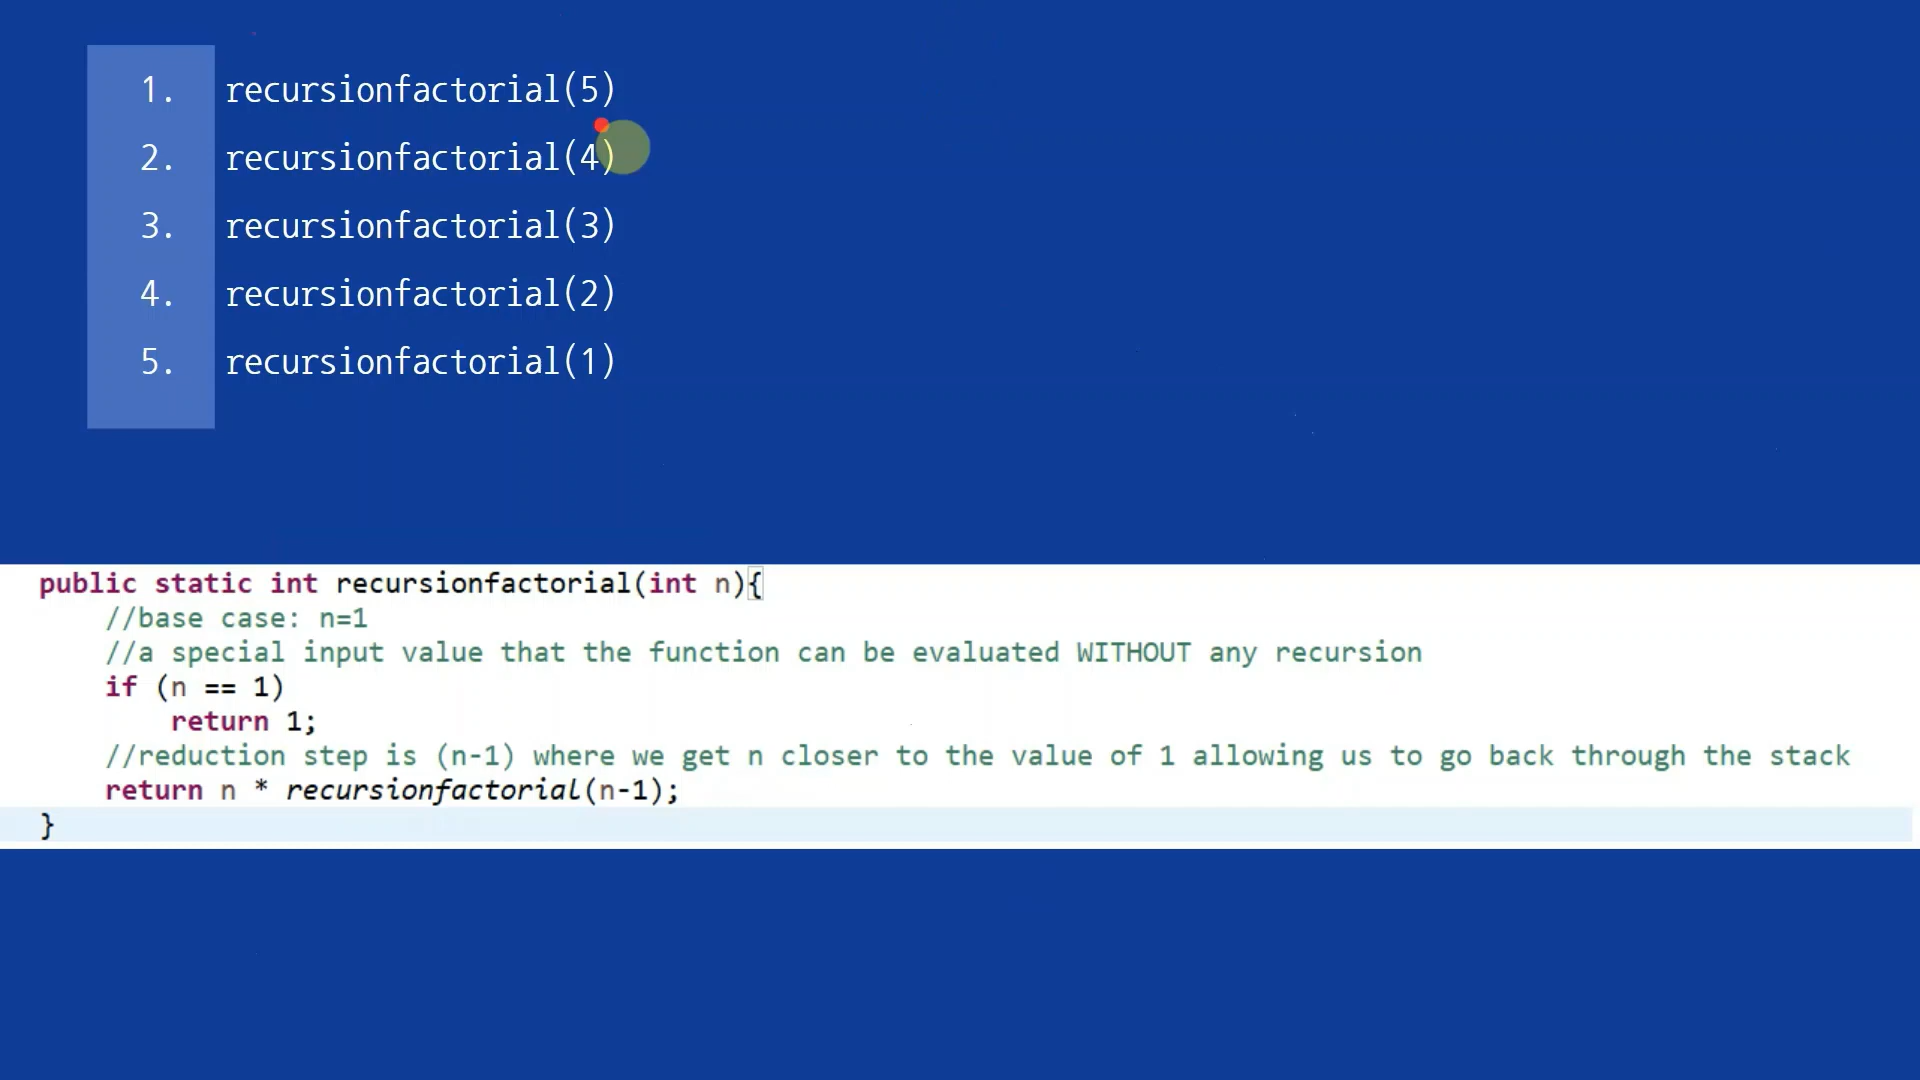 1. recursionfactorial(5)
2. recursionfactorial(4)
3. recursionfactorial(3)
4. recursionfactorial(2)
5. recursionfactorial(1)
public static int recursionfactorial(int n){
//base case: n=1
//a special input value that the function can be evaluated WITHOUT any recursion
if (n == 1)
return 1;
//reduction step is (n-1) where we get n closer to the value of 1 allowing us to go back through the stack
return n * recursionfactorial(n-1);
}